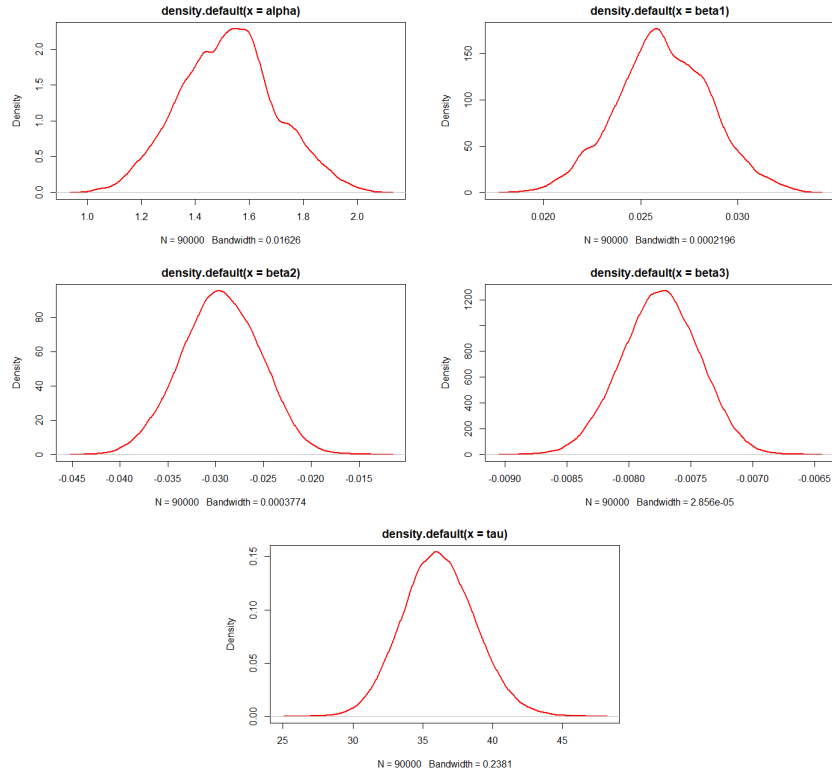 density.default(x = alpha)
Density
0.0 0.5 1.0 1.5 2.0
1.0 1.2 1.4 1.6 1.8 2.0
N = 90000 Bandwidth = 0.01626
density.default(x = beta1)
Density
0 50 100 150
0.020 0.025 0.030
N = 90000 Bandwidth = 0.0002196
density.default(x = beta2)
Density
0 20 40 60 80
-0.045 -0.040 -0.035 -0.030 -0.025 -0.020 -0.015
N = 90000 Bandwidth = 0.0003774
density.default(x = beta3)
Density
0 200 400 600 800 1200
-0.0090 -0.0085 -0.0080 -0.0075 -0.0070 -0.0065
N = 90000 Bandwidth = 2.856e-05
density.default(x = tau)
Density
0.00 0.05 0.10 0.15
25 30 35 40 45
N = 90000 Bandwidth = 0.2381